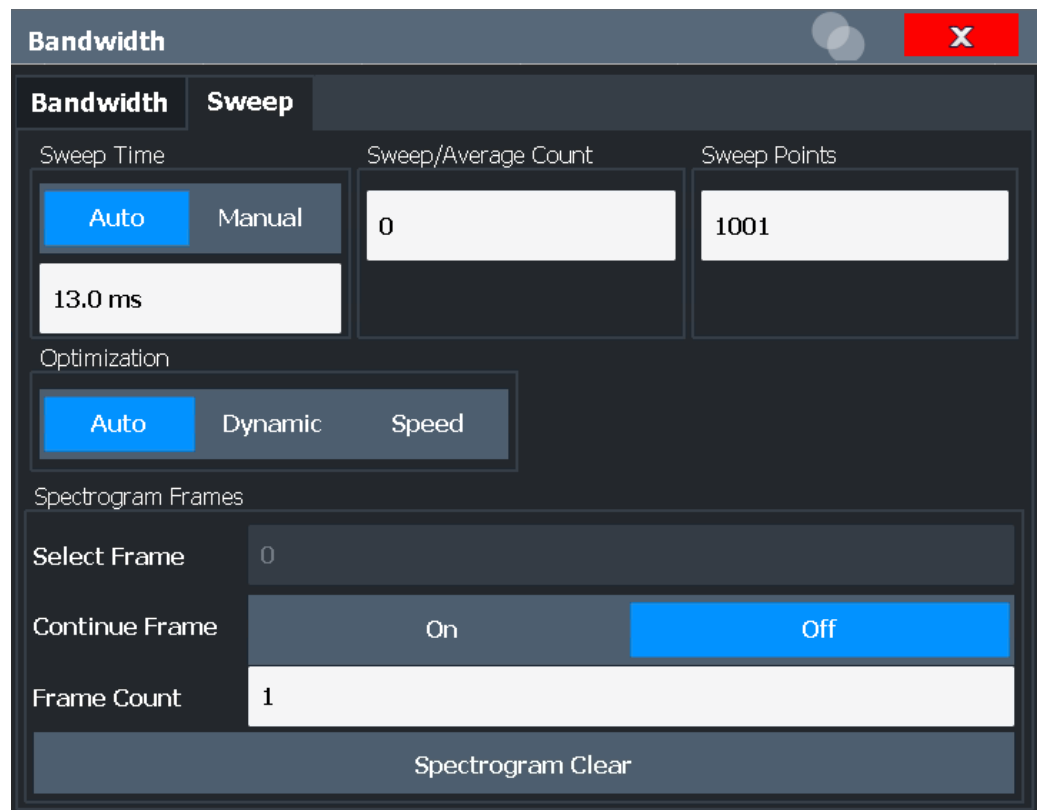 Bandwidth X
Bandwidth Sweep
Sweep Time Sweep/Average Count Sweep Points
Auto Manual 0 1001
13.0 ms
Optimization
Auto Dynamic Speed
Spectrogram Frames
Select Frame 0
Continue Frame On Off
Frame Count 1
Spectrogram Clear